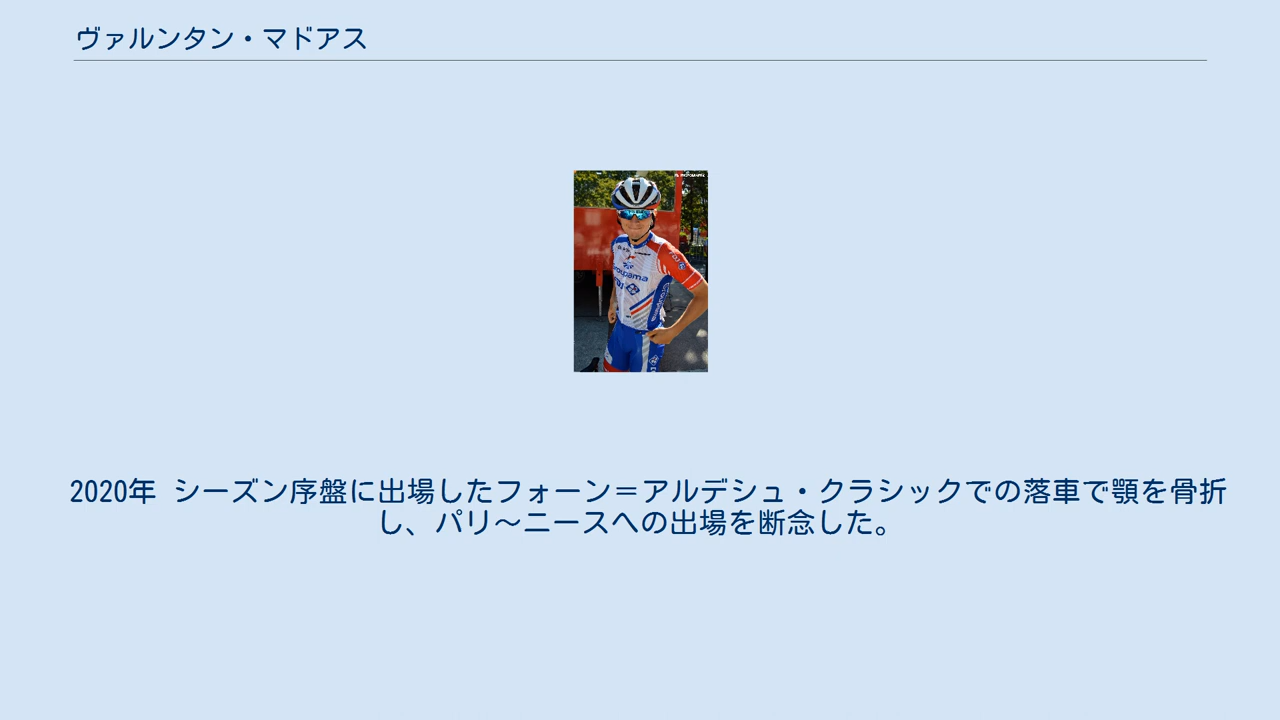 ヴァルンタン・マドアス
Groupama
FDJ
FDJ
2020年 シーズン序盤に出場したフォーン＝アルデシュ・クラシックでの落車で顎を骨折
し、パリ～ニースへの出場を断念した。